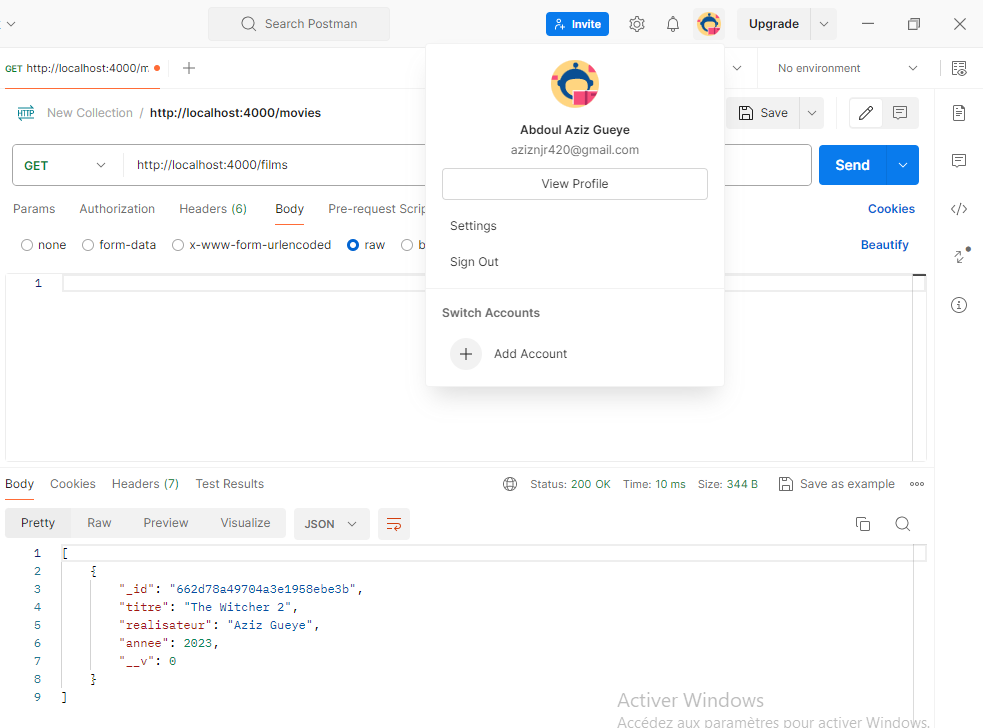 Search Postman
Invite
Upgrade
GET http://localhost:4000/m
No environment
HTTP New Collection / http://localhost:4000/movies
Save
GET http://localhost:4000/films
Send
Params Authorization Headers (6) Body Pre-request Scrip
Cookies
none form-data x-www-form-urlencoded raw b
Beautify
1
Abdoul Aziz Gueye
aziznjr420@gmail.com
View Profile
Settings
Sign Out
Switch Accounts
Add Account
Body Cookies Headers (7) Test Results
Status: 200 OK Time: 10 ms Size: 344 B Save as example
Pretty Raw Preview Visualize JSON
1 [
2 {
3 "_id": "662d78a49704a3e1958ebe3b",
4 "titre": "The Witcher 2",
5 "realisateur": "Aziz Gueye",
6 "annee": 2023,
7 "__v": 0
8 }
9 ]
Activer Windows
Accédez aux paramètres pour activer Windows.